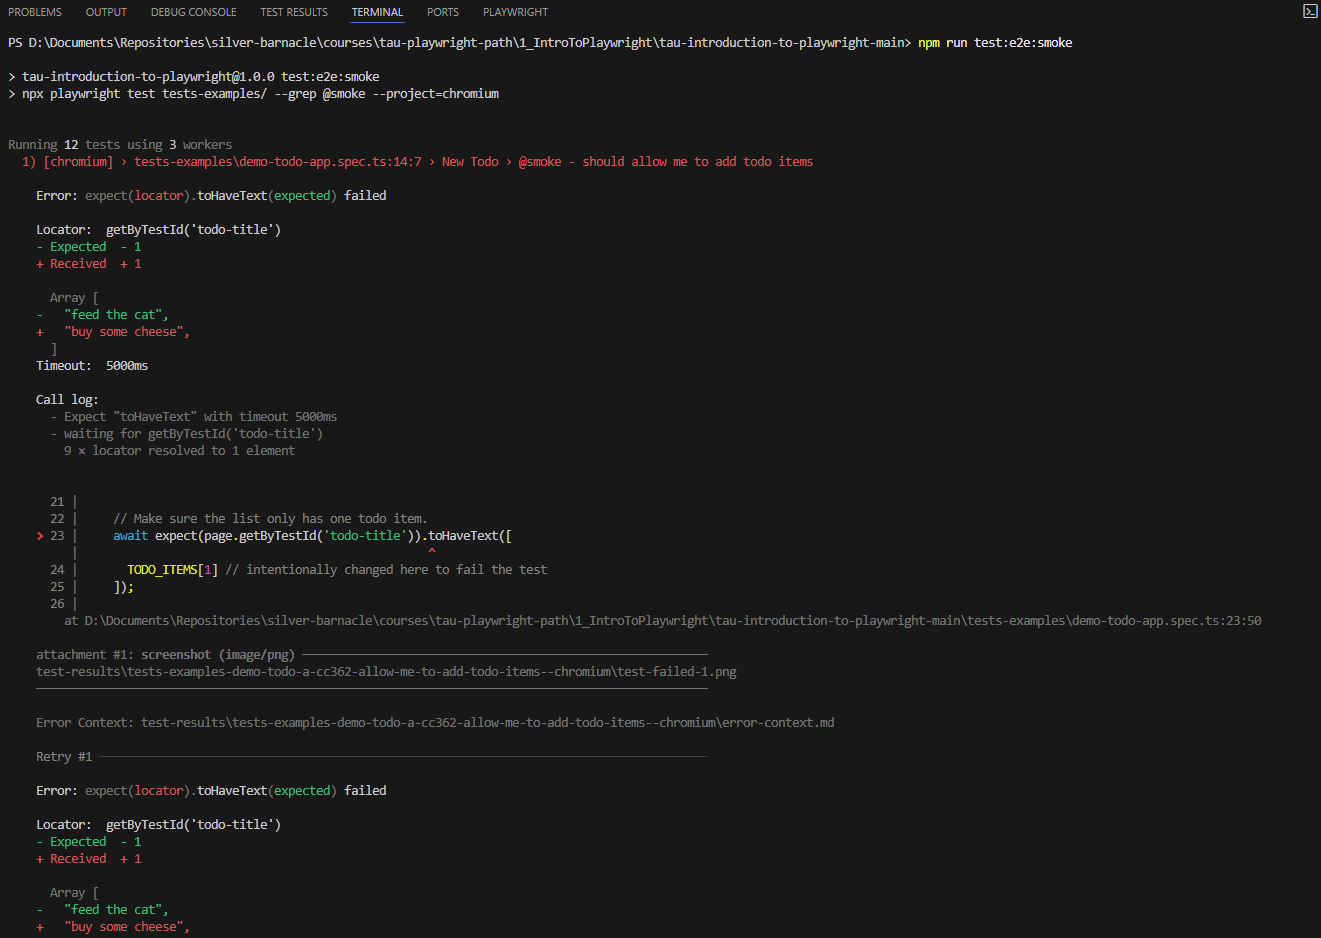 PROBLEMS OUTPUT DEBUG CONSOLE TEST RESULTS TERMINAL PORTS PLAYWRIGHT
PS D:\Documents\Repositories\silver-barnacle\courses\tau-playwright-path\1_IntroToPlaywright\tau-introduction-to-playwright-main> npm run test:e2e:smoke
> tau-introduction-to-playwright@1.0.0 test:e2e:smoke
> npx playwright test tests-examples/ --grep @smoke --project=chromium
Running 12 tests using 3 workers
1) [chromium] › tests-examples\demo-todo-app.spec.ts:14:7 › New Todo › @smoke - should allow me to add todo items
Error: expect(locator).toHaveText(expected) failed
Locator:  getByTestId('todo-title')
- Expected  - 1
+ Received  + 1
Array [
-   "feed the cat",
+   "buy some cheese",
]
Timeout:  5000ms
Call log:
- Expect "toHaveText" with timeout 5000ms
- waiting for getByTestId('todo-title')
9 × locator resolved to 1 element
21 |
22 |     // Make sure the list only has one todo item.
> 23 |     await expect(page.getByTestId('todo-title')).toHaveText([
|                                                  ^
24 |       TODO_ITEMS[1] // intentionally changed here to fail the test
25 |     ]);
26 |
at D:\Documents\Repositories\silver-barnacle\courses\tau-playwright-path\1_IntroToPlaywright\tau-introduction-to-playwright-main\tests-examples\demo-todo-app.spec.ts:23:50
attachment #1: screenshot (image/png) ──────────────────────────────
test-results\tests-examples-demo-todo-a-cc362-allow-me-to-add-todo-items--chromium\test-failed-1.png
Error Context: test-results\tests-examples-demo-todo-a-cc362-allow-me-to-add-todo-items--chromium\error-context.md
Retry #1 ──────────────────────────────
Error: expect(locator).toHaveText(expected) failed
Locator:  getByTestId('todo-title')
- Expected  - 1
+ Received  + 1
Array [
-   "feed the cat",
+   "buy some cheese",